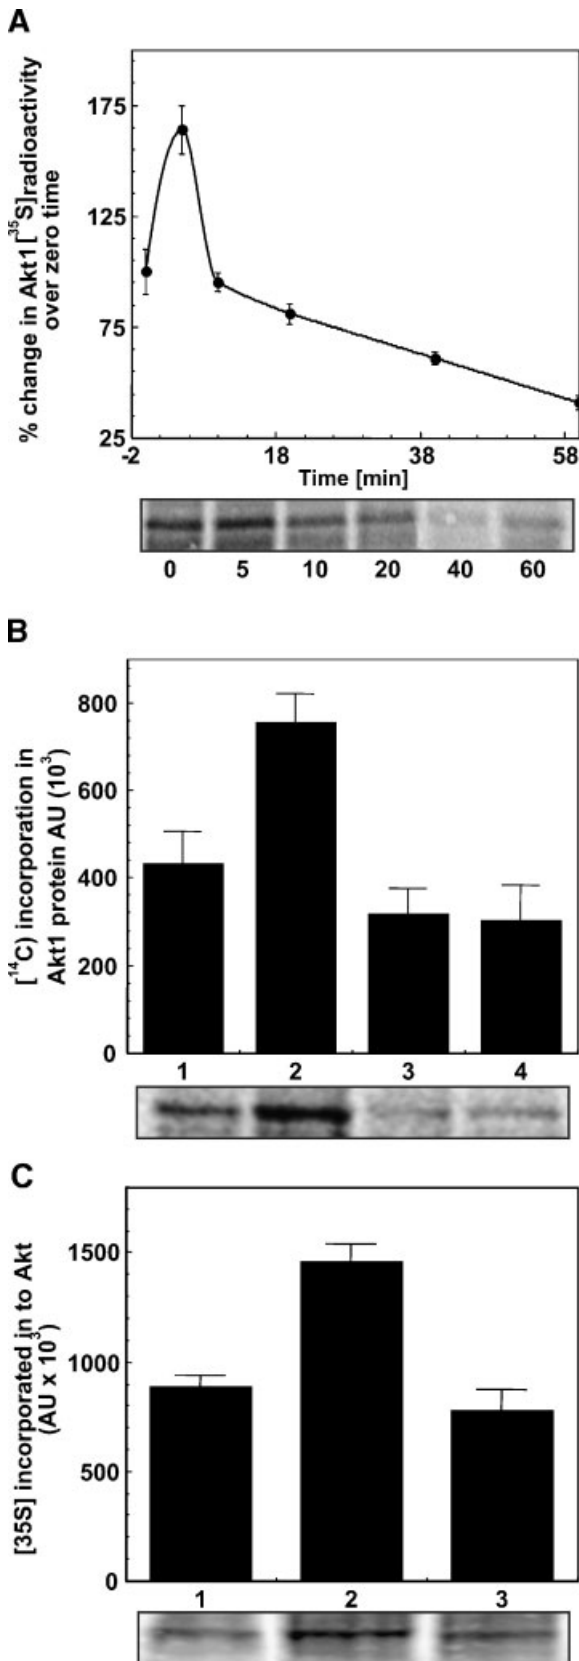 A
% change in Akt1[35S]radioactivity
over zero time
175
125
75
25
-2 18 38 58
Time [min]
0 5 10 20 40 60
B
[14C) incorporation in
Akt1 protein AU (103)
800
600
400
200
0
1 2 3 4
C
[35S] incorporated in to Akt
(AU x 103)
1500
1000
500
0
1 2 3